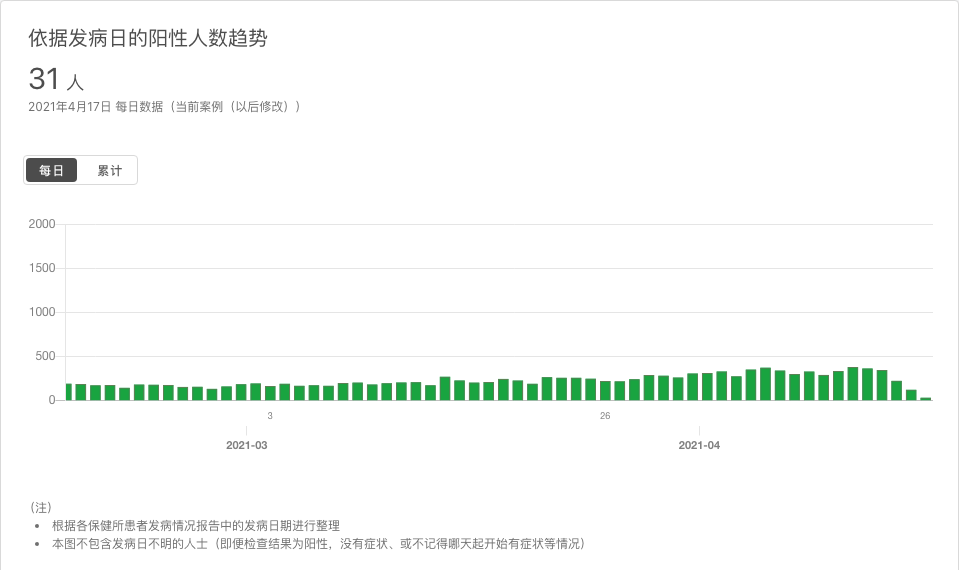 依据发病日的阳性人数趋势
31 人
2021年4月17日 每日数据（当前案例（以后修改））
每日 累计
2000
1500
1000
500
0
3 26
2021-03 2021-04
（注）
• 根据各保健所患者发病情况报告中的发病日期进行整理
• 本图不包含发病日不明的人士（即便检查结果为阳性，没有症状、或不记得哪天起开始有症状等情况）